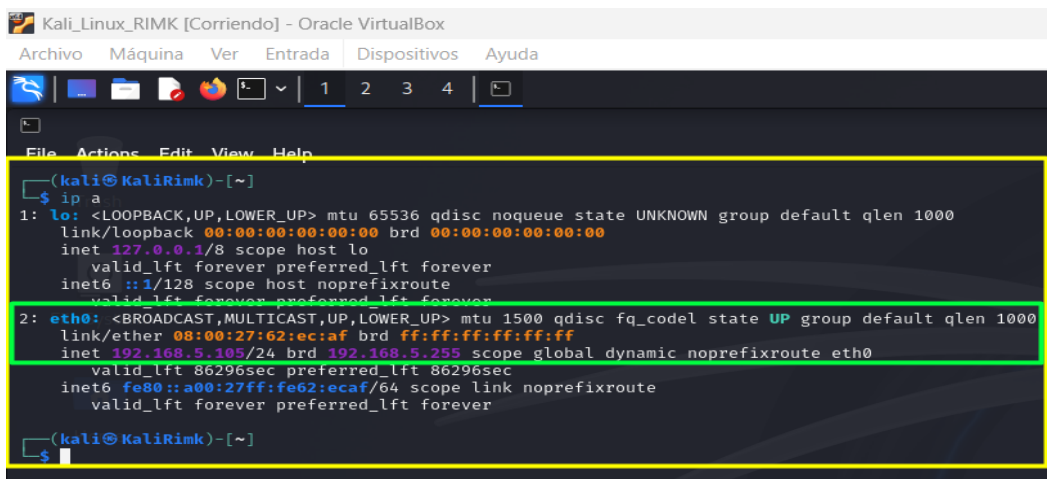 Kali_Linux_RIMK [Corriendo] - Oracle VirtualBox
Archivo Máquina Ver Entrada Dispositivos Ayuda
1 2 3 4
File Actions Edit View Help
(kali㉿KaliRimk)-[~]
$ ip a
1: lo: <LOOPBACK,UP,LOWER_UP> mtu 65536 qdisc noqueue state UNKNOWN group default qlen 1000
link/loopback 00:00:00:00:00:00 brd 00:00:00:00:00:00
inet 127.0.0.1/8 scope host lo
valid_lft forever preferred_lft forever
inet6 ::1/128 scope host noprefixroute
valid_lft forever preferred_lft forever
2: eth0: <BROADCAST,MULTICAST,UP,LOWER_UP> mtu 1500 qdisc fq_codel state UP group default qlen 1000
link/ether 08:00:27:62:ec:af brd ff:ff:ff:ff:ff:ff
inet 192.168.5.105/24 brd 192.168.5.255 scope global dynamic noprefixroute eth0
valid_lft 86296sec preferred_lft 86296sec
inet6 fe80::a00:27ff:fe62:ecaf/64 scope link noprefixroute
valid_lft forever preferred_lft forever
(kali㉿KaliRimk)-[~]
$